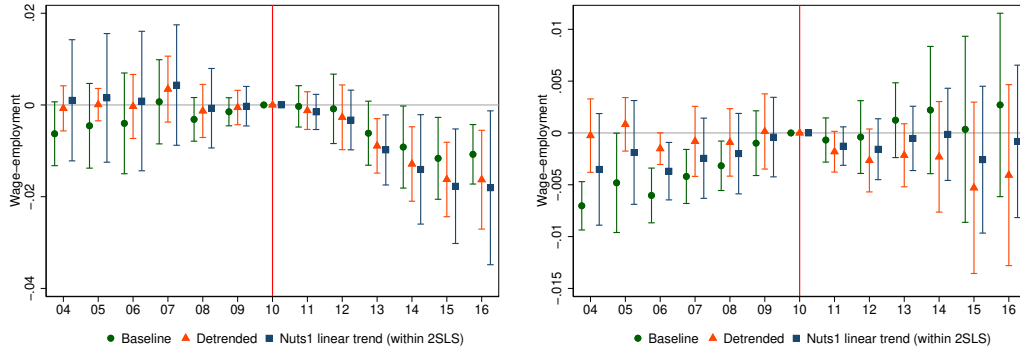 .02
0
-.02
-.04
Wage-employment
04 05 06 07 08 09 10 11 12 13 14 15 16
Baseline Detrended Nuts1 linear trend (within 2SLS)
.01
.005
0
-.005
-.01
-.015
Wage-employment
04 05 06 07 08 09 10 11 12 13 14 15 16
Baseline Detrended Nuts1 linear trend (within 2SLS)